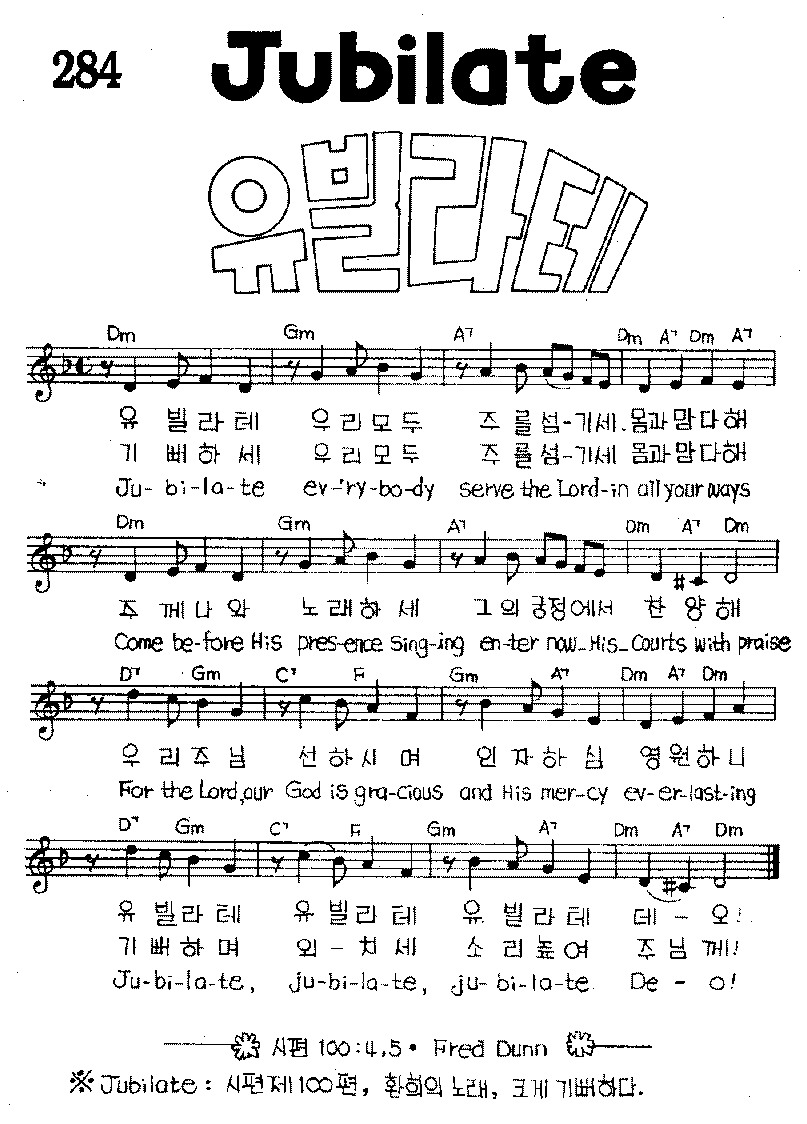 284
Jubilate
유빌라테
Dm Gm A7 Dm A7 Dm A7
유 빌 라 테 우 리 모 두 주 를 섬-기세. 몸과 맘 다 해
기 뻐 하 세 우 리 모 두 주 를 섬-기세 몸과 맘 다 해
Ju- bi-la-te ev-'ry-bo-dy serve the Lord-in all your ways
Dm Gm A7 Dm A7 Dm
주 께 나 와 노 래 하 세 그 의 궁정에서 찬 양 해
Come be-fore His pres-ence sing-ing en-ter now_His_Courts with praise
D7 Gm C7 F Gm A7 Dm A7 Dm
우 리 주 님 선 하 시 며 인 자 하 심 영 원 하 니
For the Lord,our God is gra-cious and His mer-cy ev-er-last-ing
D7 Gm C7 F Gm A7 Dm A7 Dm
유 빌 라 테 유 빌 라 테 유 빌 라 테 데 - 오!
기 뻐 하 며 외 - 치 세 소 리 높 여 주 님 께!
Ju-bi-la-te, ju-bi-la-te, ju-bi-la-te De - o!
시편 100:4,5• Fred Dunn
※ Jubilate : 시편 제100편, 환희의 노래, 크게 기뻐하다.